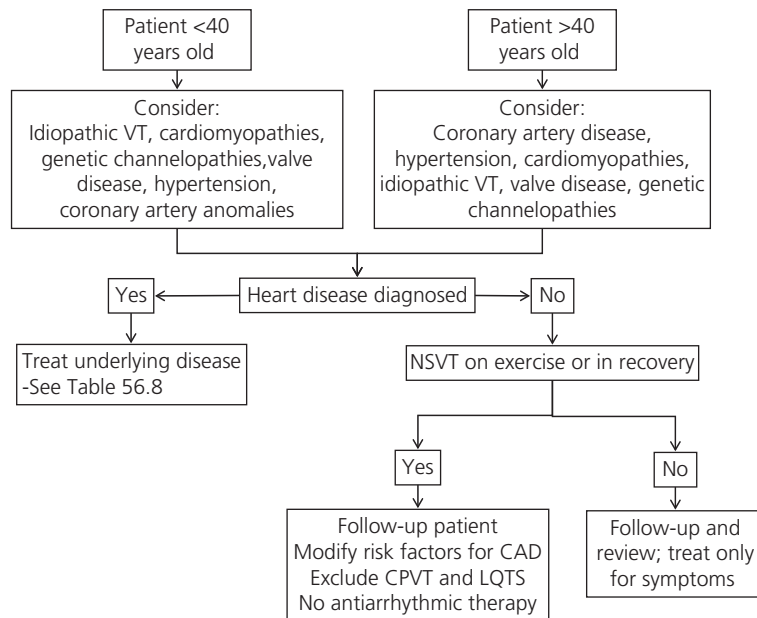 Patient <40
years old
Patient >40
years old
Consider:
Idiopathic VT, cardiomyopathies,
genetic channelopathies,valve
disease, hypertension,
coronary artery anomalies
Consider:
Coronary artery disease,
hypertension, cardiomyopathies,
idiopathic VT, valve disease, genetic
channelopathies
Yes
Heart disease diagnosed
No
Treat underlying disease
-See Table 56.8
NSVT on exercise or in recovery
Yes
No
Follow-up patient
Modify risk factors for CAD
Exclude CPVT and LQTS
No antiarrhythmic therapy
Follow-up and
review; treat only
for symptoms